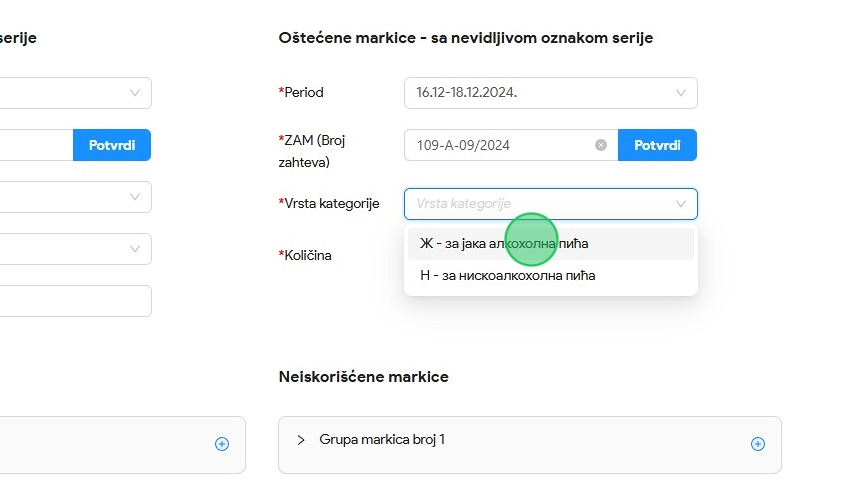 serije
Oštećene markice - sa nevidljivom oznakom serije
*Period
16.12-18.12.2024.
Potvrdi
*ZAM (Broj
zahteva)
109-A-09/2024
Potvrdi
*Vrsta kategorije
Vrsta kategorije
Ж - за јака алкохолна пића
Н - за нискоалкохолна пића
*Količina
Neiskorišćene markice
Grupa markica broj 1